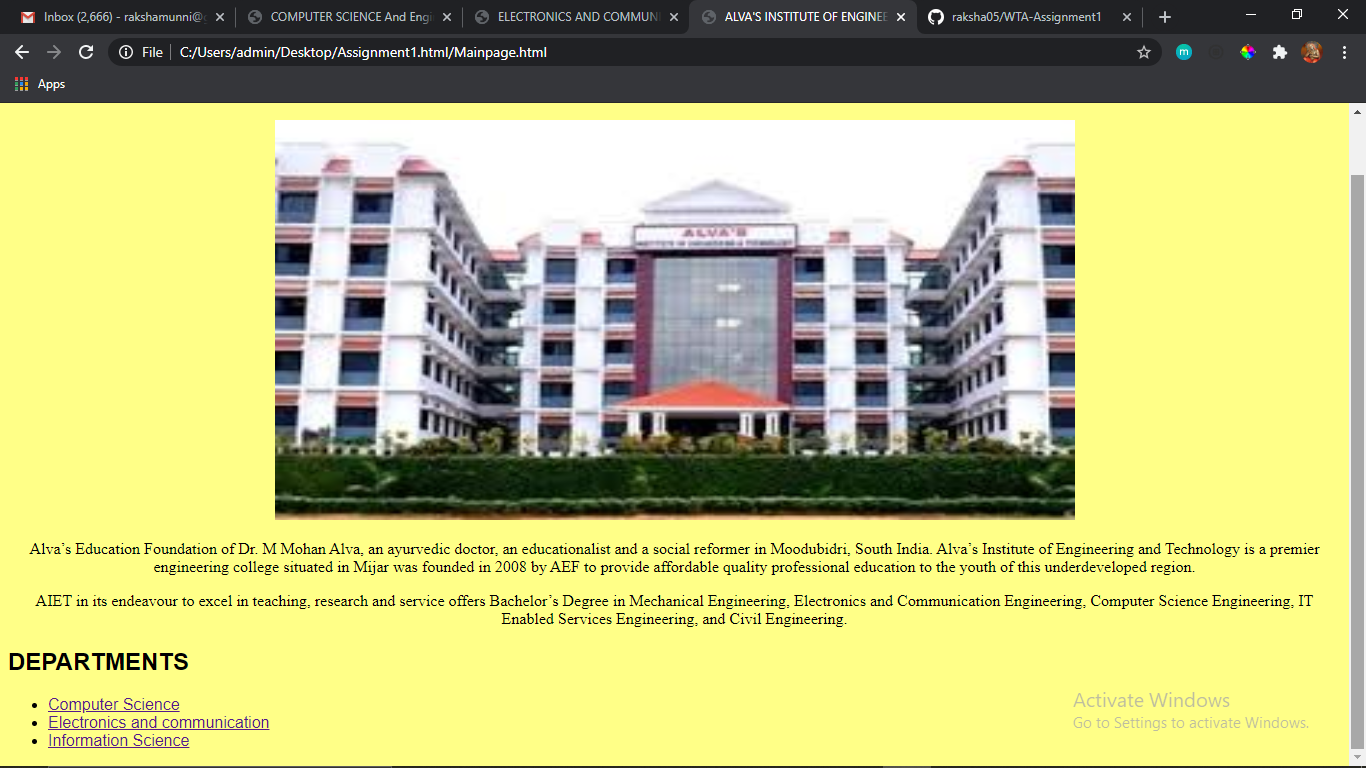 Inbox (2,666) - rakshamunni@
COMPUTER SCIENCE And Engi
ELECTRONICS AND COMMUNI
ALVA'S INSTITUTE OF ENGINEE
raksha05/WTA-Assignment1
File
C:/Users/admin/Desktop/Assignment1.html/Mainpage.html
m
Apps
ALVA'S
INSTITUTE OF ENGINEERING & TECHNOLOGY
Alva’s Education Foundation of Dr. M Mohan Alva, an ayurvedic doctor, an educationalist and a social reformer in Moodubidri, South India. Alva’s Institute of Engineering and Technology is a premier
engineering college situated in Mijar was founded in 2008 by AEF to provide affordable quality professional education to the youth of this underdeveloped region.
AIET in its endeavour to excel in teaching, research and service offers Bachelor’s Degree in Mechanical Engineering, Electronics and Communication Engineering, Computer Science Engineering, IT
Enabled Services Engineering, and Civil Engineering.
DEPARTMENTS
Computer Science
Electronics and communication
Information Science
Activate Windows
Go to Settings to activate Windows.